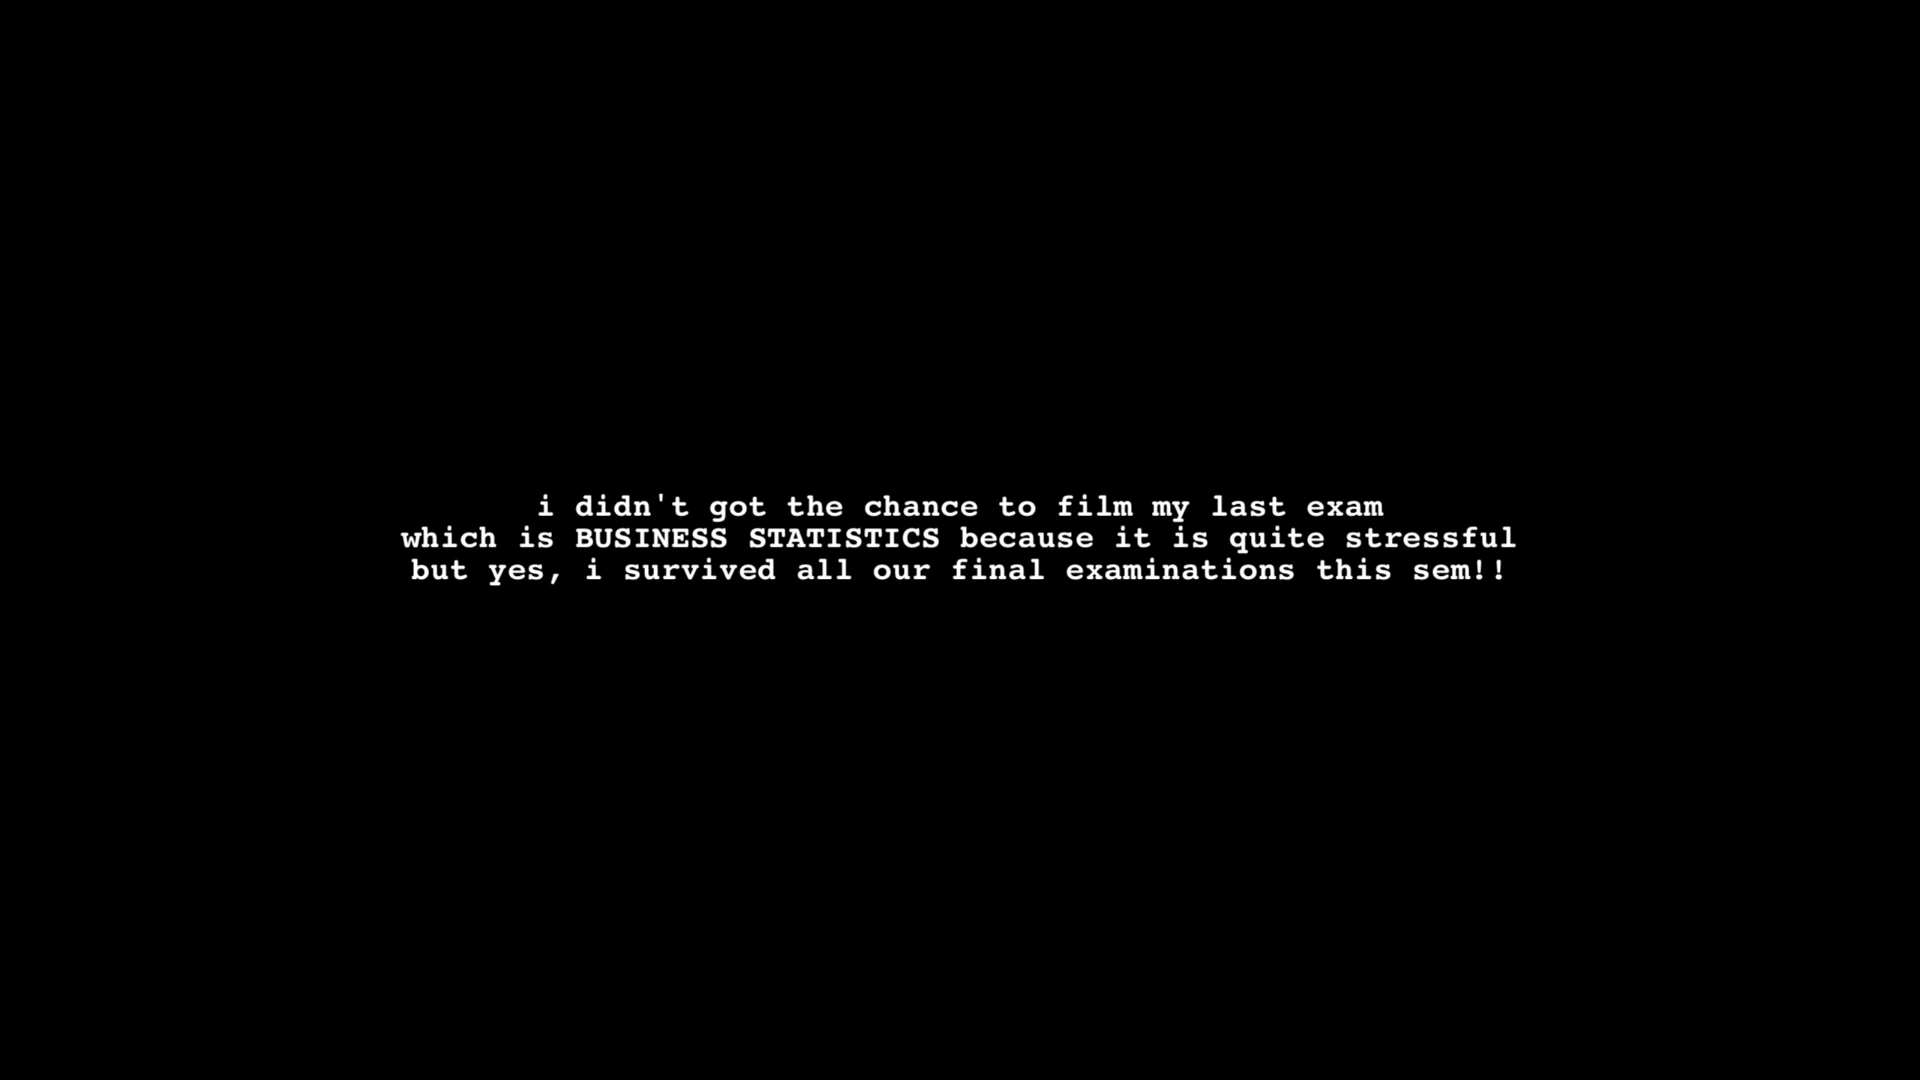 i didn't got the chance to film my last exam
which is BUSINESS STATISTICS because it is quite stressful
but yes, i survived all our final examinations this sem!!